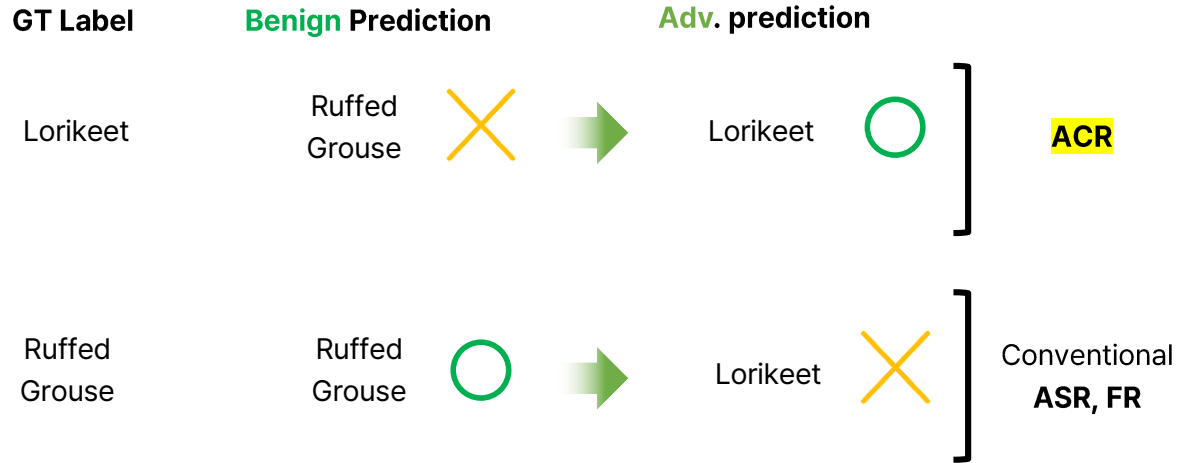 GT Label
Benign Prediction
Adv. prediction
Lorikeet
Ruffed
Grouse
Lorikeet
ACR
Ruffed
Grouse
Ruffed
Grouse
Lorikeet
Conventional
ASR, FR